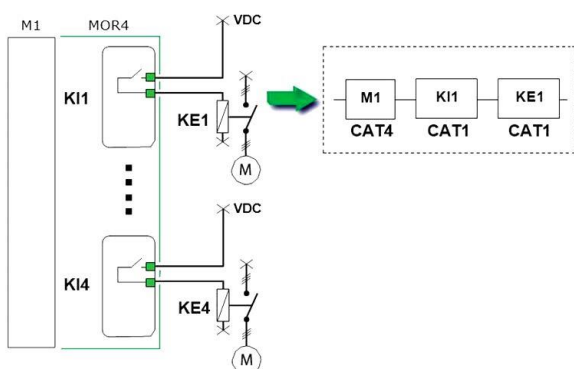 M1 MOR4
VDC
KI1
KE1
M
VDC
KI4
KE4
M
M1 KI1 KE1
CAT4 CAT1 CAT1